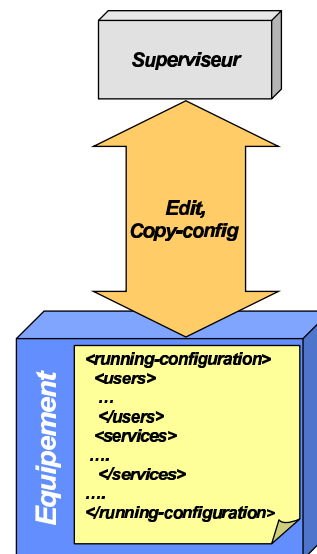 Superviseur
Edit,
Copy-config
Equipement
<running-configuration>
<users>
...
</users>
<services>
....
</services>
....
</running-configuration>